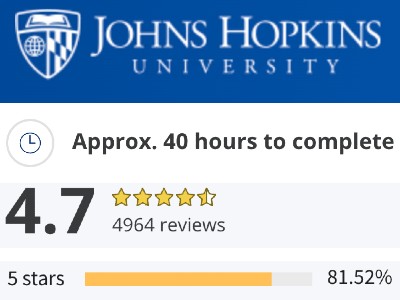 JOHNS HOPKINS
UNIVERSITY
Approx. 40 hours to complete
4.7
4964 reviews
5 stars 81.52%